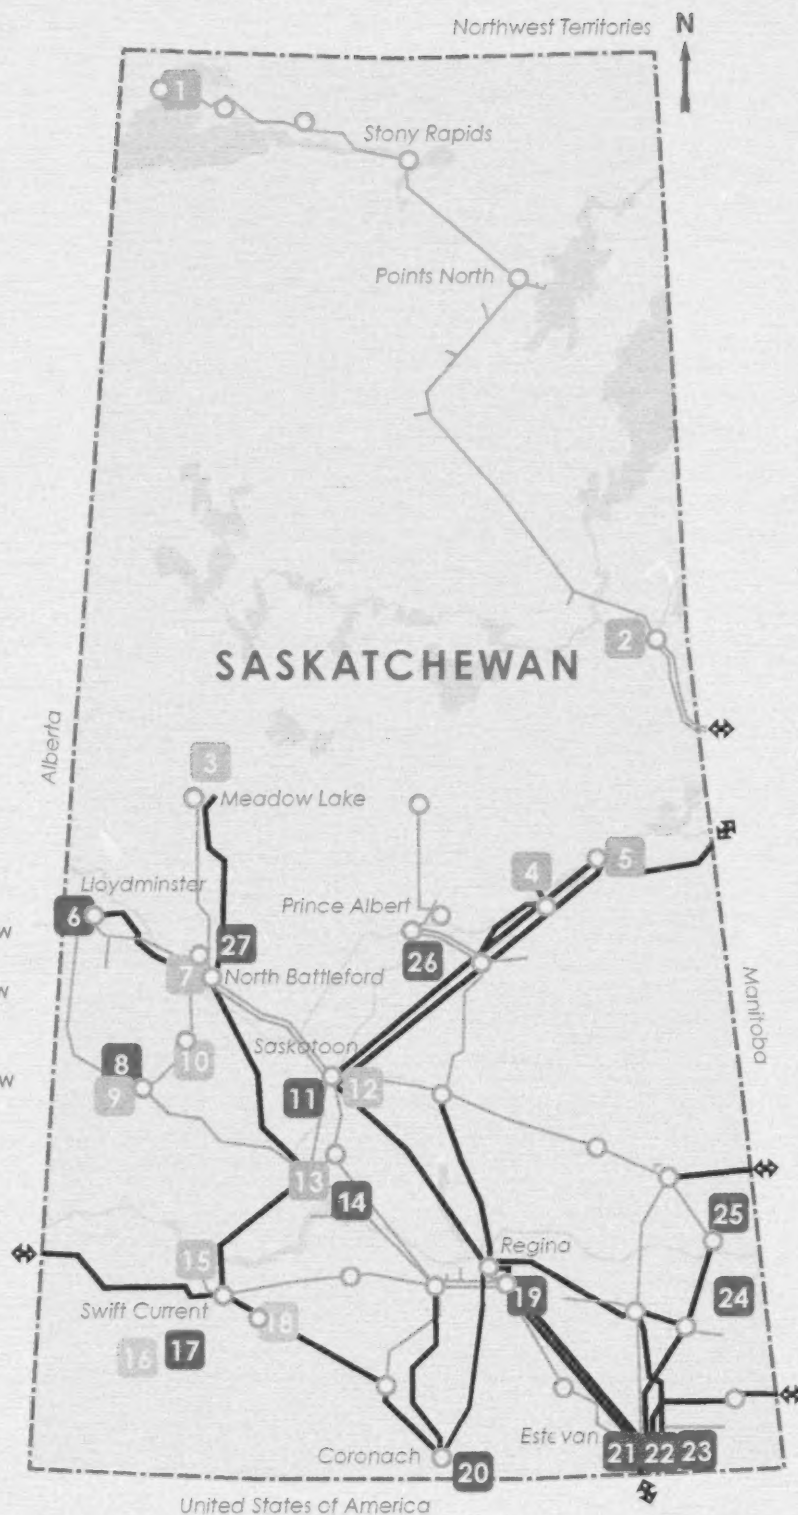 Northwest Territories
N
1
Stony Rapids
Points North
2
SASKATCHEWAN
Alberta
3
Meadow Lake
5
4
Lloydminster
Prince Albert
6
w
27
26
7
North Battleford
w
Manitoba
10
Saskatoon
8
w
9
11
12
13
14
25
15
Regina
19
24
Swift Current
18
16
17
Estevan
Coronach
20
21
22
23
United States of America